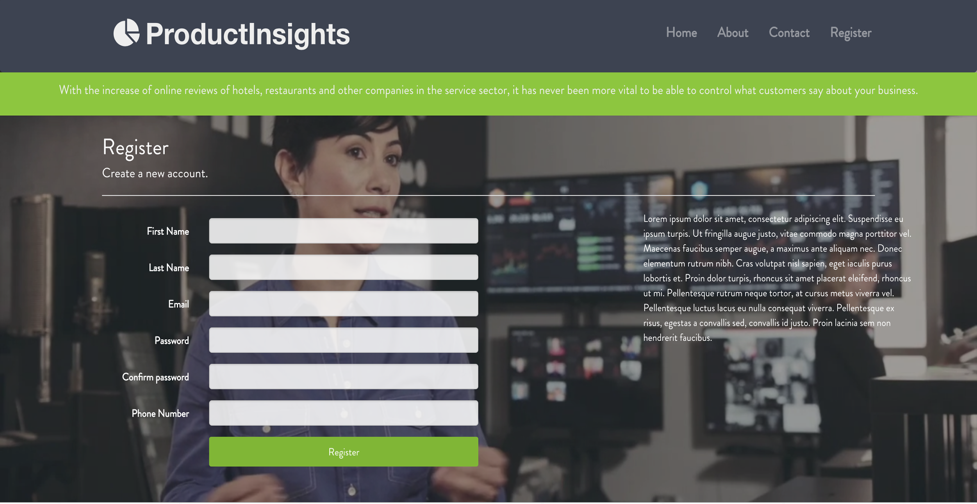 ProductInsights
Home About Contact Register
With the increase of online reviews of hotels, restaurants and other companies in the service sector, it has never been more vital to be able to control what customers say about your business.
Register
Create a new account.
First Name
Last Name
Email
Password
Confirm password
Phone Number
Register
Lorem ipsum dolor sit amet, consectetur adipiscing elit. Suspendisse eu
ipsum turpis. Ut fringilla augue justo, vitae commodo magna porttitor vel.
Maecenas faucibus semper augue, a maximus ante aliquam nec. Donec
elementum rutrum nibh. Cras volutpat nisl sapien, eget iaculis purus
lobortis et. Proin dolor turpis, rhoncus sit amet placerat eleifend, rhoncus
ut mi. Pellentesque rutrum neque tortor, at cursus metus viverra vel.
Pellentesque luctus lacus eu nulla consequat viverra. Pellentesque ex
risus, egestas a convallis sed, convallis id justo. Proin lacinia sem non
hendrerit faucibus.